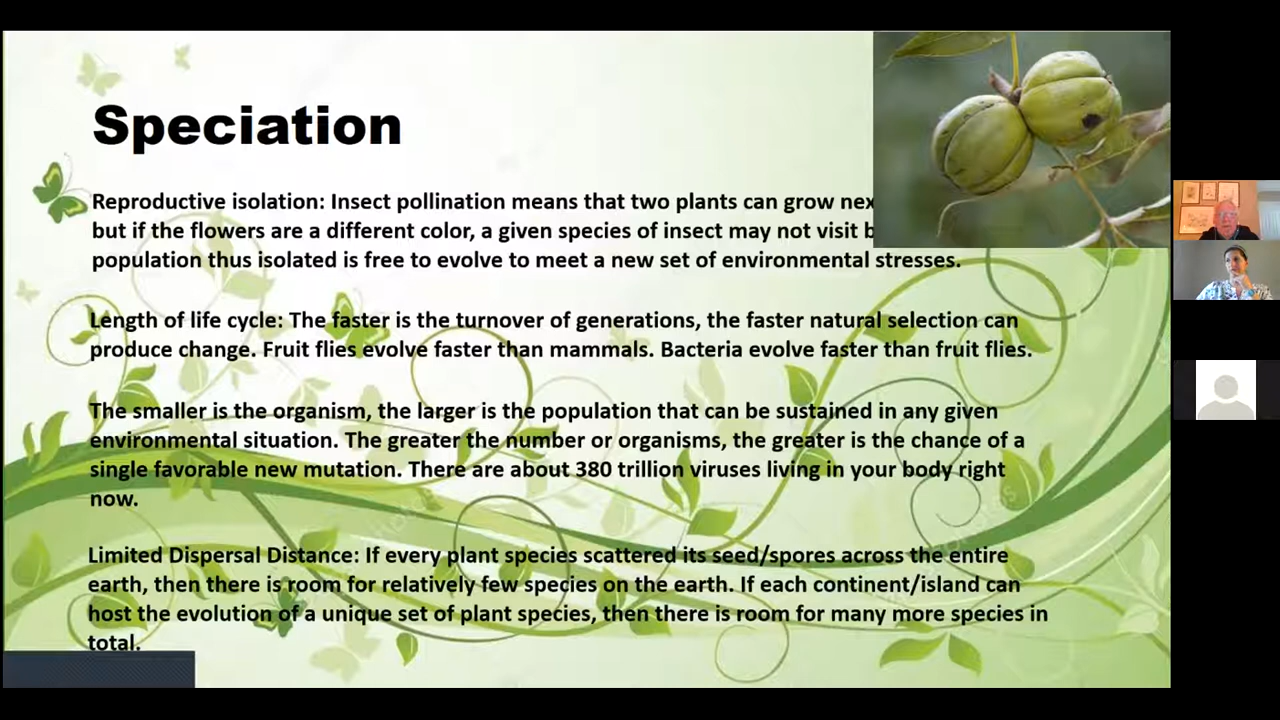 Speciation
Reproductive isolation: Insect pollination means that two plants can grow
but if the flowers are a different color, a given species of insect may not visit
population thus isolated is free to evolve to meet a new set of environmental stresses.
Length of life cycle: The faster is the turnover of generations, the faster natural selection can
produce change. Fruit flies evolve faster than mammals. Bacteria evolve faster than fruit flies.
The smaller is the organism, the larger is the population that can be sustained in any given
environmental situation. The greater the number or organisms, the greater is the chance of a
single favorable new mutation. There are about 380 trillion viruses living in your body right
now.
Limited Dispersal Distance: If every plant species scattered its seed/spores across the entire
earth, then there is room for relatively few species on the earth. If each continent/island can
host the evolution of a unique set of plant species, then there is room for many more species in
total.